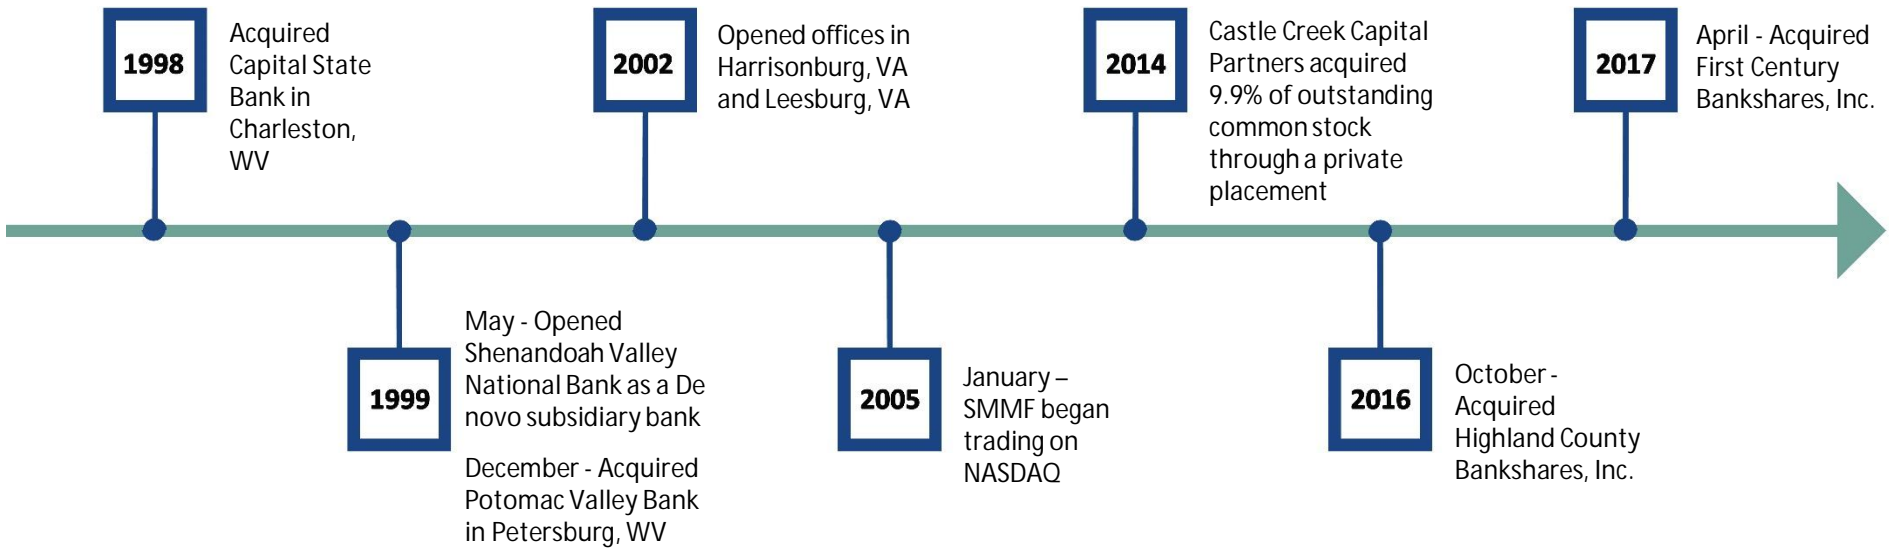 1998
Acquired
Capital State
Bank in
Charleston,
WV
1999
May - Opened
Shenandoah Valley
National Bank as a De
novo subsidiary bank
December - Acquired
Potomac Valley Bank
in Petersburg, WV
2002
Opened offices in
Harrisonburg, VA
and Leesburg, VA
2005
January –
SMMF began
trading on
NASDAQ
2014
Castle Creek Capital
Partners acquired
9.9% of outstanding
common stock
through a private
placement
2016
October -
Acquired
Highland County
Bankshares, Inc.
2017
April - Acquired
First Century
Bankshares, Inc.